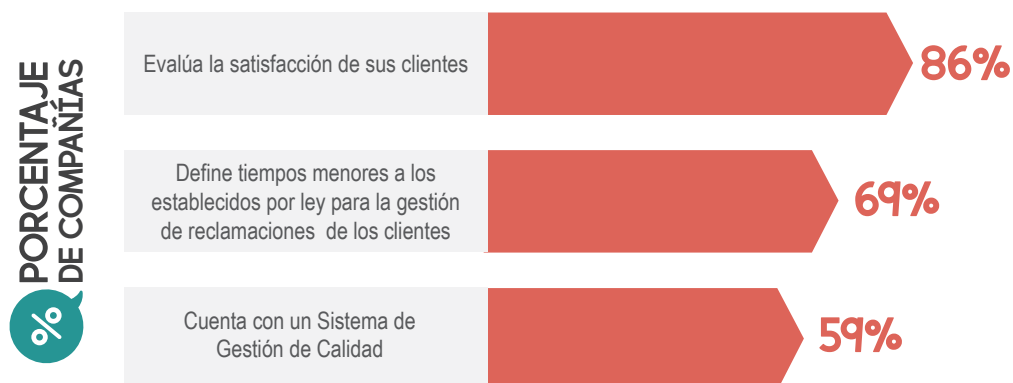 PORCENTAJE
DE COMPAÑÍAS
%
Evalúa la satisfacción de sus clientes
86%
Define tiempos menores a los
establecidos por ley para la gestión
de reclamaciones de los clientes
69%
Cuenta con un Sistema de
Gestión de Calidad
59%